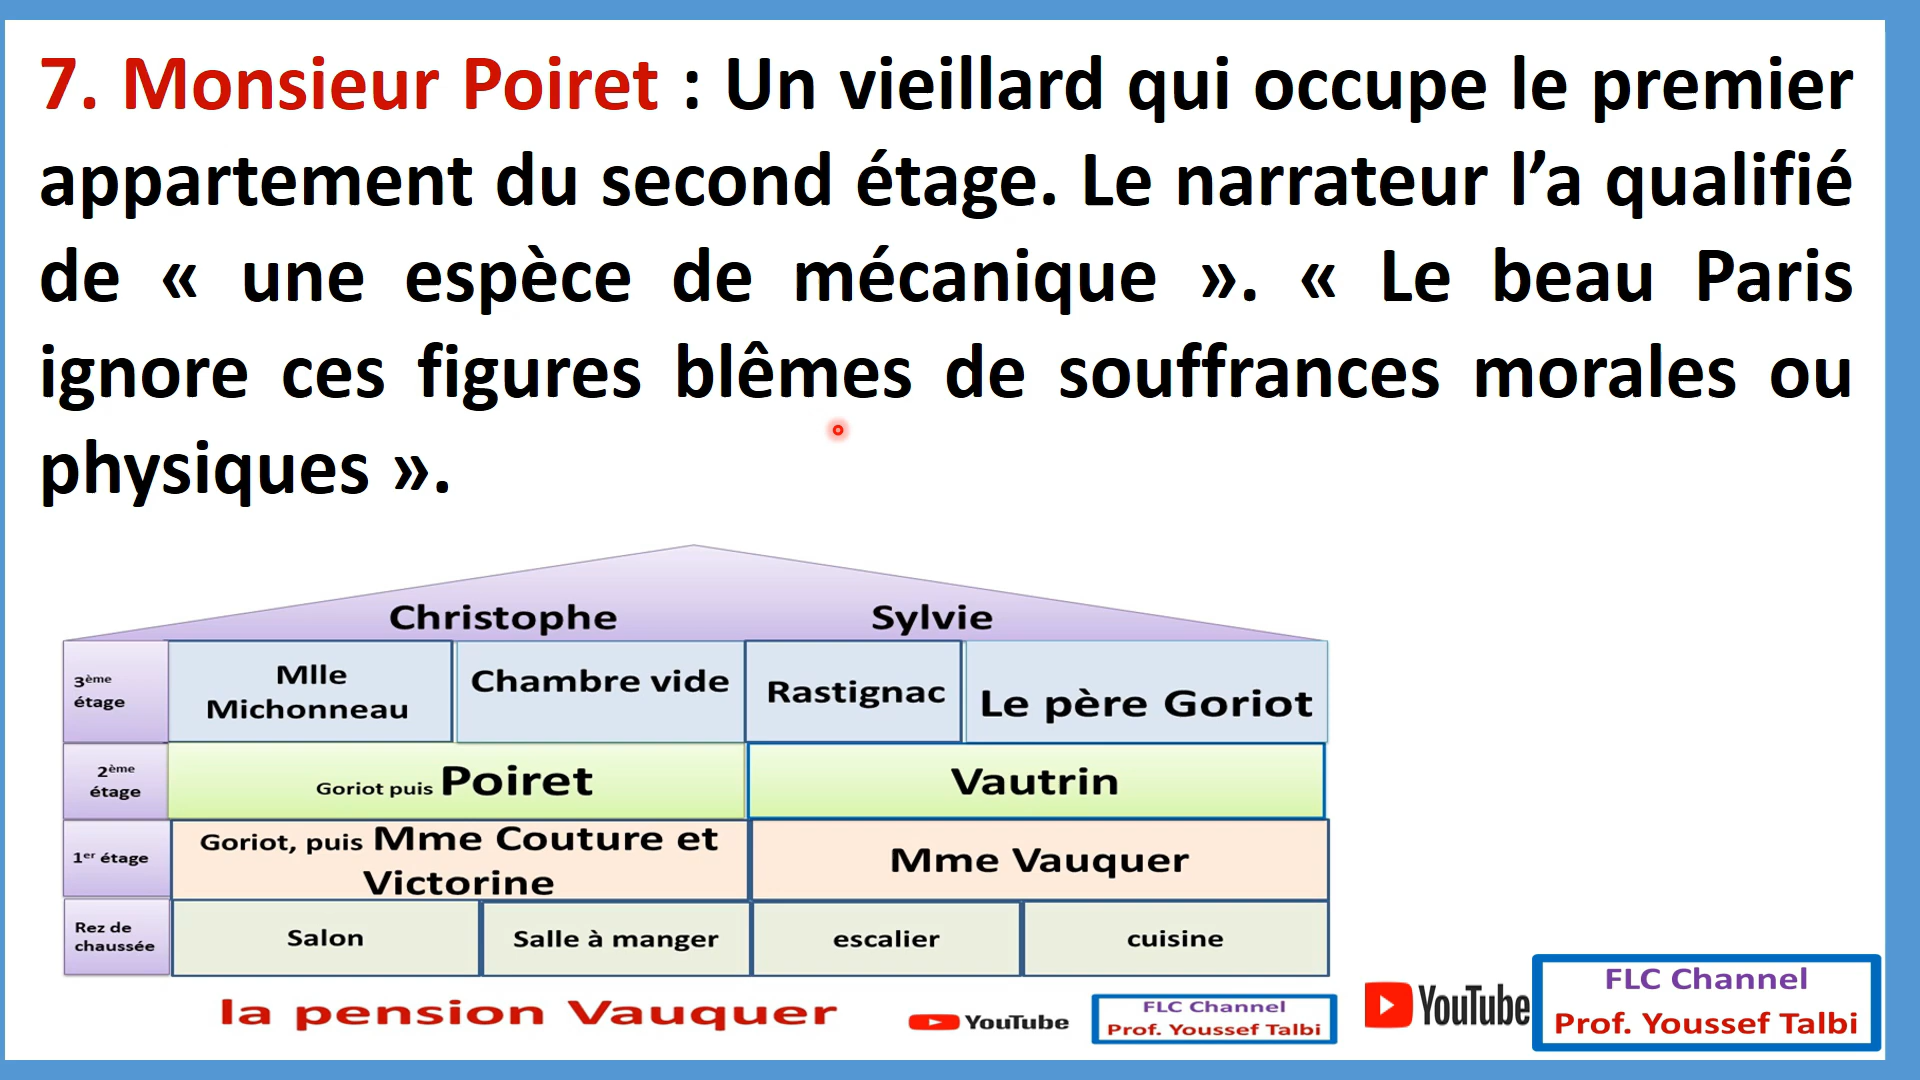 7. Monsieur Poiret : Un vieillard qui occupe le premier
appartement du second étage. Le narrateur l’a qualifié
de « une espèce de mécanique ». « Le beau Paris
ignore ces figures blêmes de souffrances morales ou
physiques ».
Christophe Sylvie
3ème étage
Mlle Michonneau
Chambre vide
Rastignac
Le père Goriot
2ème étage
Goriot puis Poiret
Vautrin
1er étage
Goriot, puis Mme Couture et
Victorine
Mme Vauquer
Rez de chaussée
Salon
Salle à manger
escalier
cuisine
la pension Vauquer
YouTube
FLC Channel
Prof. Youssef Talbi
YouTube
FLC Channel
Prof. Youssef Talbi